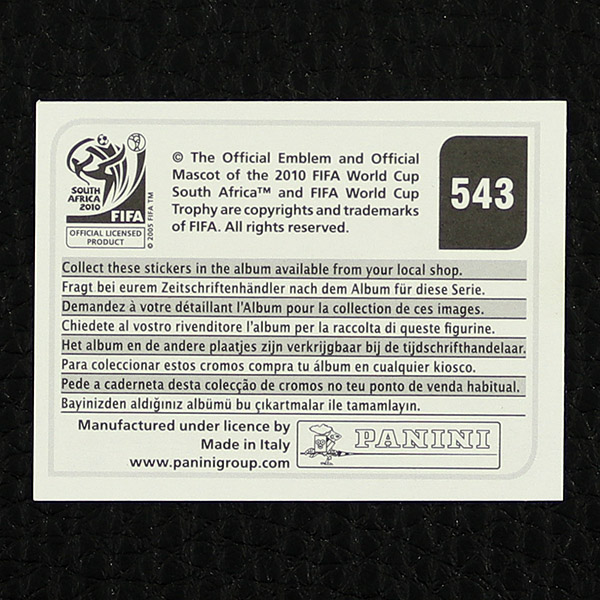 SOUTH
AFRICA
2010
FIFA
OFFICIAL LICENSED
PRODUCT
© 2005 FIFA TM
© The Official Emblem and Official
Mascot of the 2010 FIFA World Cup
South Africa™ and FIFA World Cup
Trophy are copyrights and trademarks
of FIFA. All rights reserved.
543
Collect these stickers in the album available from your local shop.
Fragt bei eurem Zeitschriftenhändler nach dem Album für diese Serie.
Demandez à votre détaillant l'Album pour la collection de ces images.
Chiedete al vostro rivenditore l'album per la raccolta di queste figurine.
Het album en de andere plaatjes zijn verkrijgbaar bij de tijdschrifthandelaar.
Para coleccionar estos cromos compra tu álbum en cualquier kiosco.
Pede a caderneta desta colecção de cromos no teu ponto de venda habitual.
Bayinizden aldığınız albümü bu çıkartmalar ile tamamlayın.
Manufactured under licence by
Made in Italy
www.paninigroup.com
PANINI